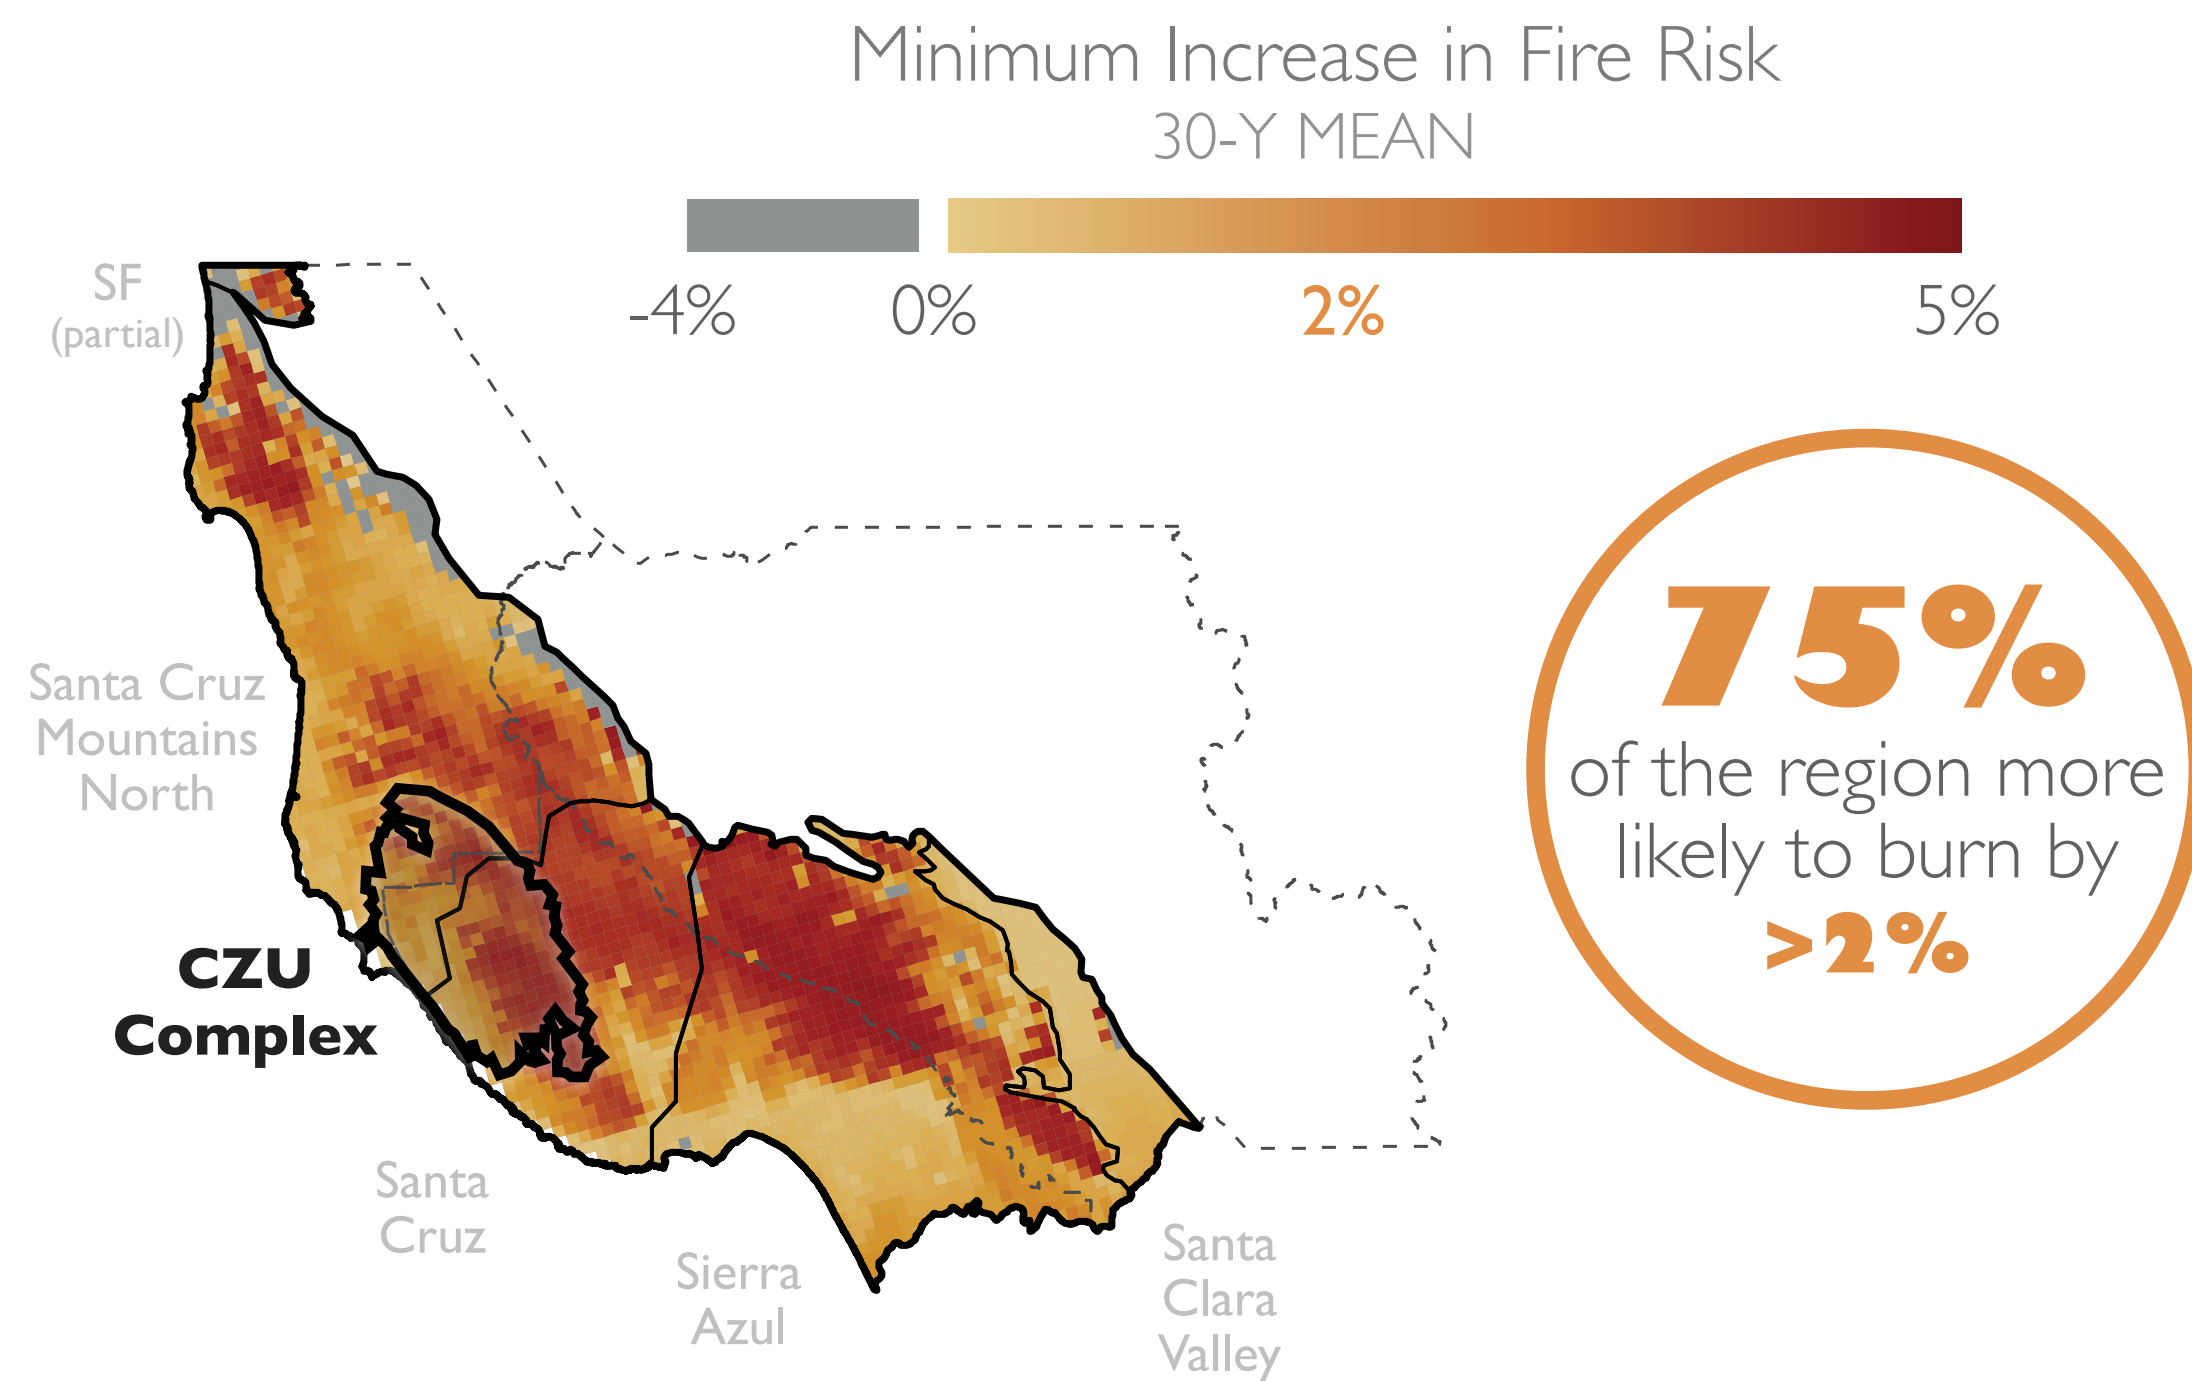 Minimum Increase in Fire Risk
30-Y MEAN
-4%
0%
2%
5%
SF
(partial)
Santa Cruz
Mountains
North
CZU
Complex
Santa
Cruz
Sierra
Azul
Santa
Clara
Valley
75%
of the region more
likely to burn by
>2%